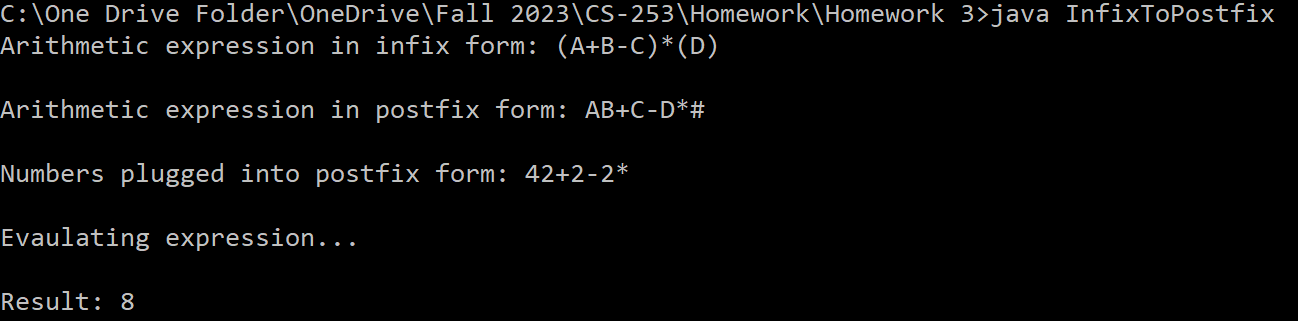 C:\One Drive Folder\OneDrive\Fall 2023\CS-253\Homework\Homework 3>java InfixToPostfix
Arithmetic expression in infix form: (A+B-C)*(D)
Arithmetic expression in postfix form: AB+C-D*#
Numbers plugged into postfix form: 42+2-2*
Evaulating expression...
Result: 8